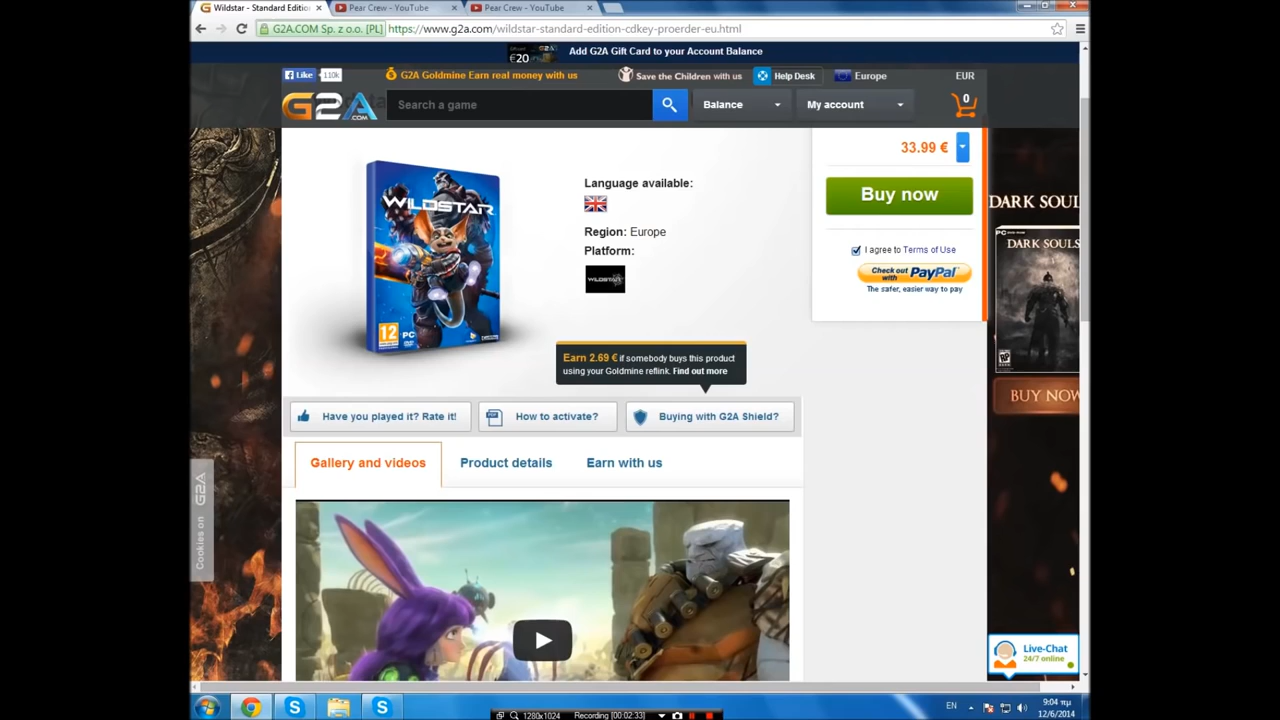 Wildstar - Standard Editio
Pear Crew - YouTube
Pear Crew - YouTube
G2A.COM Sp. z o.o. [PL]
https://www.g2a.com/wildstar-standard-edition-cdkey-proerder-eu.html
€20
Add G2A Gift Card to your Account Balance
Like
110k
G2A Goldmine Earn real money with us
Save the Children with us
Help Desk
Europe
EUR
G2A.COM
Search a game
Balance
My account
0
Language available:
Region: Europe
Platform:
WILDSTAR
WILDSTAR
12
PC
33.99 €
Buy now
I agree to Terms of Use
Check out with PayPal
The safer, easier way to pay
DARK SOUL
DARK SOULS
BUY NOW
Earn 2.69 € if somebody buys this product
using your Goldmine reflink. Find out more
Have you played it? Rate it!
How to activate?
Buying with G2A Shield?
Gallery and videos
Product details
Earn with us
Cookies on G2A
Live-Chat
24/7 online
1280x1024
Recording [00:02:33]
EN
9:04 πμ
12/6/2014